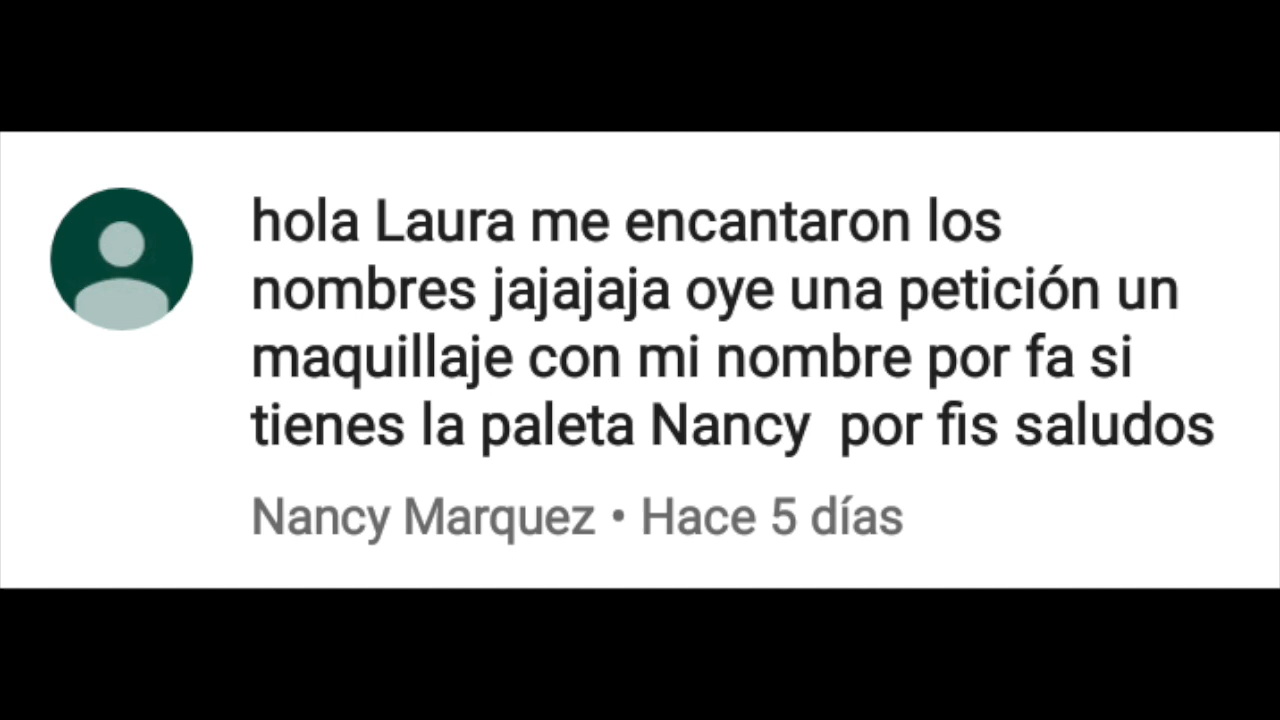 hola Laura me encantaron los
nombres jajajaja oye una petición un
maquillaje con mi nombre por fa si
tienes la paleta Nancy  por fis saludos
Nancy Marquez • Hace 5 días